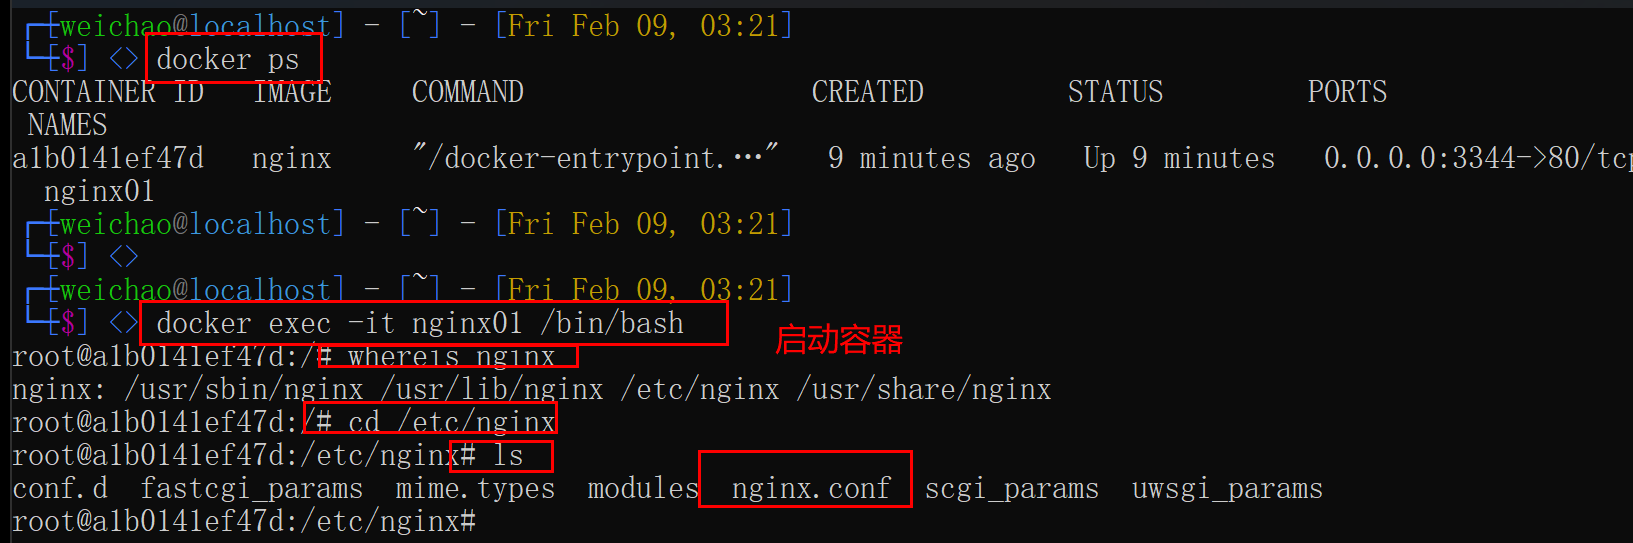 [weichao@localhost] - [~] - [Fri Feb 09, 03:21]
[$] <> docker ps
CONTAINER ID   IMAGE     COMMAND                  CREATED         STATUS         PORTS
 NAMES
a1b0141ef47d   nginx     "/docker-entrypoint.…"   9 minutes ago   Up 9 minutes   0.0.0.0:3344->80/tcp
  nginx01
[weichao@localhost] - [~] - [Fri Feb 09, 03:21]
[$] <>
[weichao@localhost] - [~] - [Fri Feb 09, 03:21]
[$] <> docker exec -it nginx01 /bin/bash
启动容器
root@a1b0141ef47d:/# whereis nginx
nginx: /usr/sbin/nginx /usr/lib/nginx /etc/nginx /usr/share/nginx
root@a1b0141ef47d:/# cd /etc/nginx
root@a1b0141ef47d:/etc/nginx# ls
conf.d  fastcgi_params  mime.types  modules  nginx.conf  scgi_params  uwsgi_params
root@a1b0141ef47d:/etc/nginx#